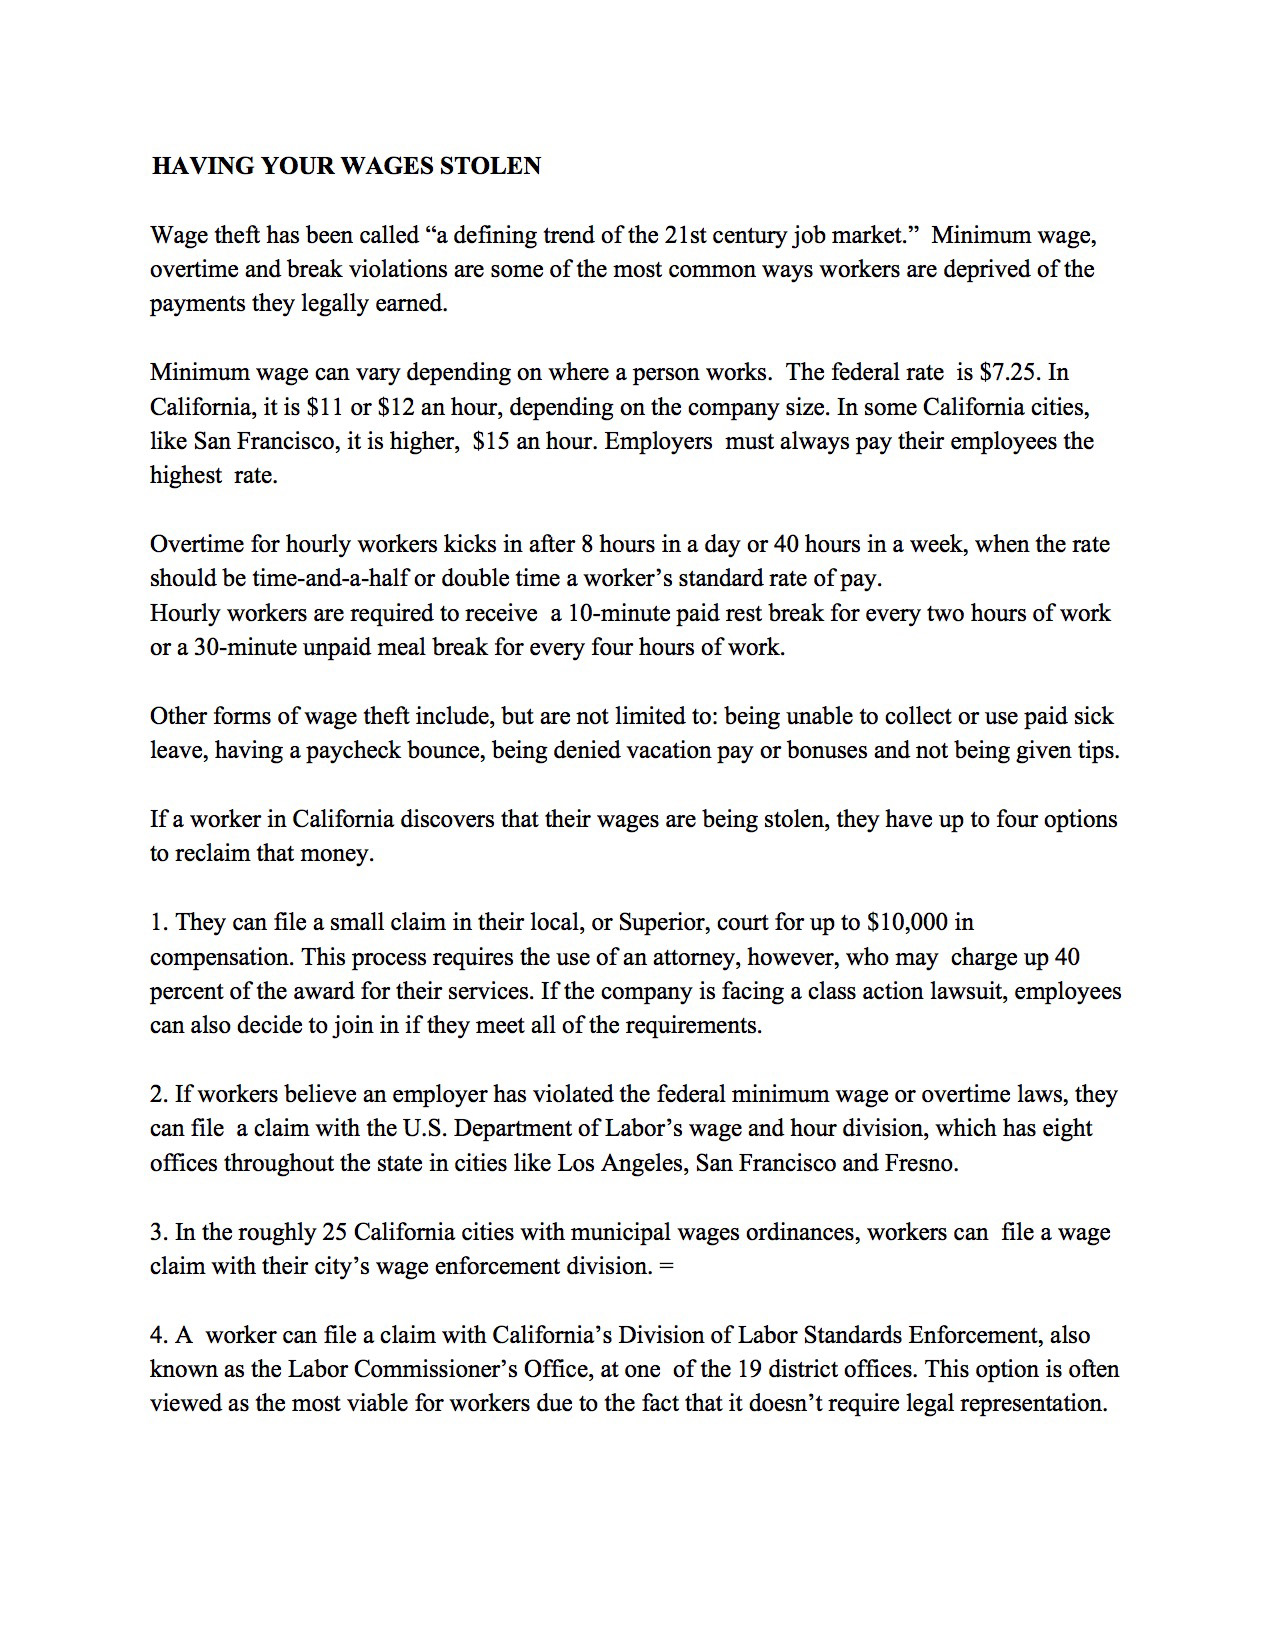 HAVING YOUR WAGES STOLEN
Wage theft has been called “a defining trend of the 21st century job market.”  Minimum wage,
overtime and break violations are some of the most common ways workers are deprived of the
payments they legally earned.
Minimum wage can vary depending on where a person works.  The federal rate  is $7.25. In
California, it is $11 or $12 an hour, depending on the company size. In some California cities,
like San Francisco, it is higher,  $15 an hour. Employers  must always pay their employees the
highest  rate.
Overtime for hourly workers kicks in after 8 hours in a day or 40 hours in a week, when the rate
should be time-and-a-half or double time a worker’s standard rate of pay.
Hourly workers are required to receive  a 10-minute paid rest break for every two hours of work
or a 30-minute unpaid meal break for every four hours of work.
Other forms of wage theft include, but are not limited to: being unable to collect or use paid sick
leave, having a paycheck bounce, being denied vacation pay or bonuses and not being given tips.
If a worker in California discovers that their wages are being stolen, they have up to four options
to reclaim that money.
1. They can file a small claim in their local, or Superior, court for up to $10,000 in
compensation. This process requires the use of an attorney, however, who may  charge up 40
percent of the award for their services. If the company is facing a class action lawsuit, employees
can also decide to join in if they meet all of the requirements.
2. If workers believe an employer has violated the federal minimum wage or overtime laws, they
can file  a claim with the U.S. Department of Labor’s wage and hour division, which has eight
offices throughout the state in cities like Los Angeles, San Francisco and Fresno.
3. In the roughly 25 California cities with municipal wages ordinances, workers can  file a wage
claim with their city’s wage enforcement division. =
4. A  worker can file a claim with California’s Division of Labor Standards Enforcement, also
known as the Labor Commissioner’s Office, at one  of the 19 district offices. This option is often
viewed as the most viable for workers due to the fact that it doesn’t require legal representation.